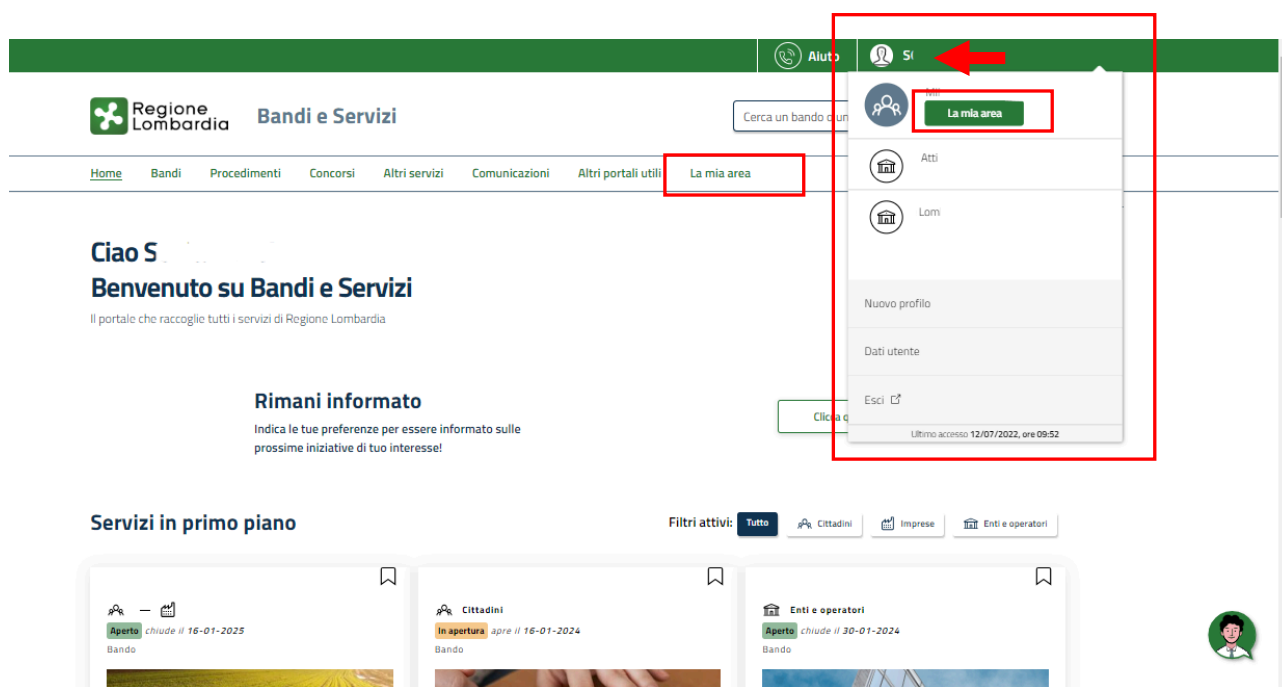 Aiuto
Regione
Lombardia
Bandi e Servizi
Cerca un bando o un
La mia area
Home Bandi Procedimenti Concorsi Altri servizi Comunicazioni Altri portali utili La mia area
Atti
Lom
Ciao S
Benvenuto su Bandi e Servizi
Il portale che raccoglie tutti i servizi di Regione Lombardia
Nuovo profilo
Dati utente
Esci
Ultimo accesso 12/07/2022, ore 09:52
Rimani informato
Indica le tue preferenze per essere informato sulle
prossime iniziative di tuo interesse!
Clicca q
Servizi in primo piano
Filtri attivi: Tutto Cittadini Imprese Enti e operatori
Aperto chiude il 16-01-2025
Bando
Cittadini
In apertura apre il 16-01-2024
Bando
Enti e operatori
Aperto chiude il 30-01-2024
Bando